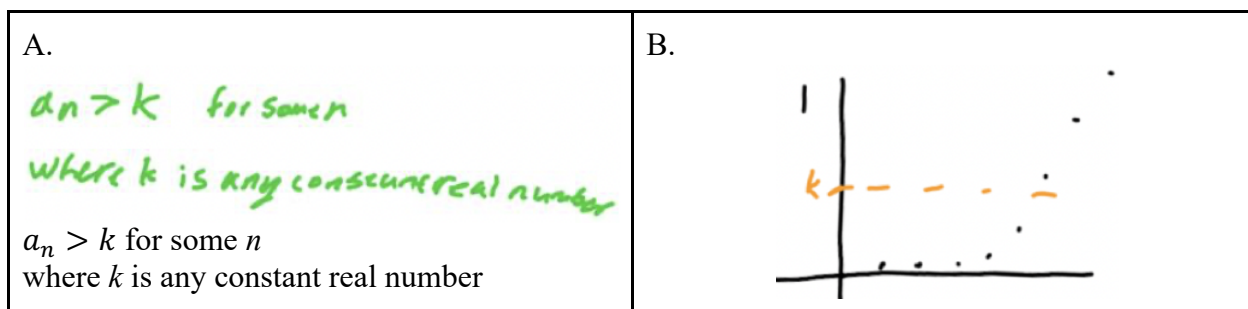 A.
an > k for some n
where k is any constant real number
aₙ > k for some n
where k is any constant real number
B.
1
k